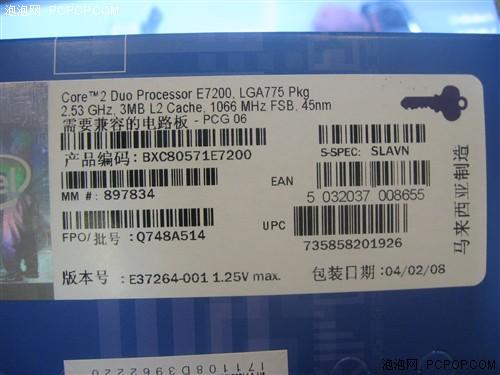 泡泡网 PCPOP.COM
Core™2 Duo Processor E7200, LGA775 Pkg
2.53 GHz, 3MB L2 Cache, 1066 MHz FSB, 45nm
需要兼容的电路板 - PCG 06
产品编码: BXC80571E7200
S-SPEC: SLAVN
MM #: 897834
EAN
5 032037 008655
FPO/批号: Q748A514
UPC
735858201926
版本号: E37264-001 1.25V max.
包装日期: 04/02/08
马来西亚制造
171108D3962220
泡泡网 PCPOP.COM